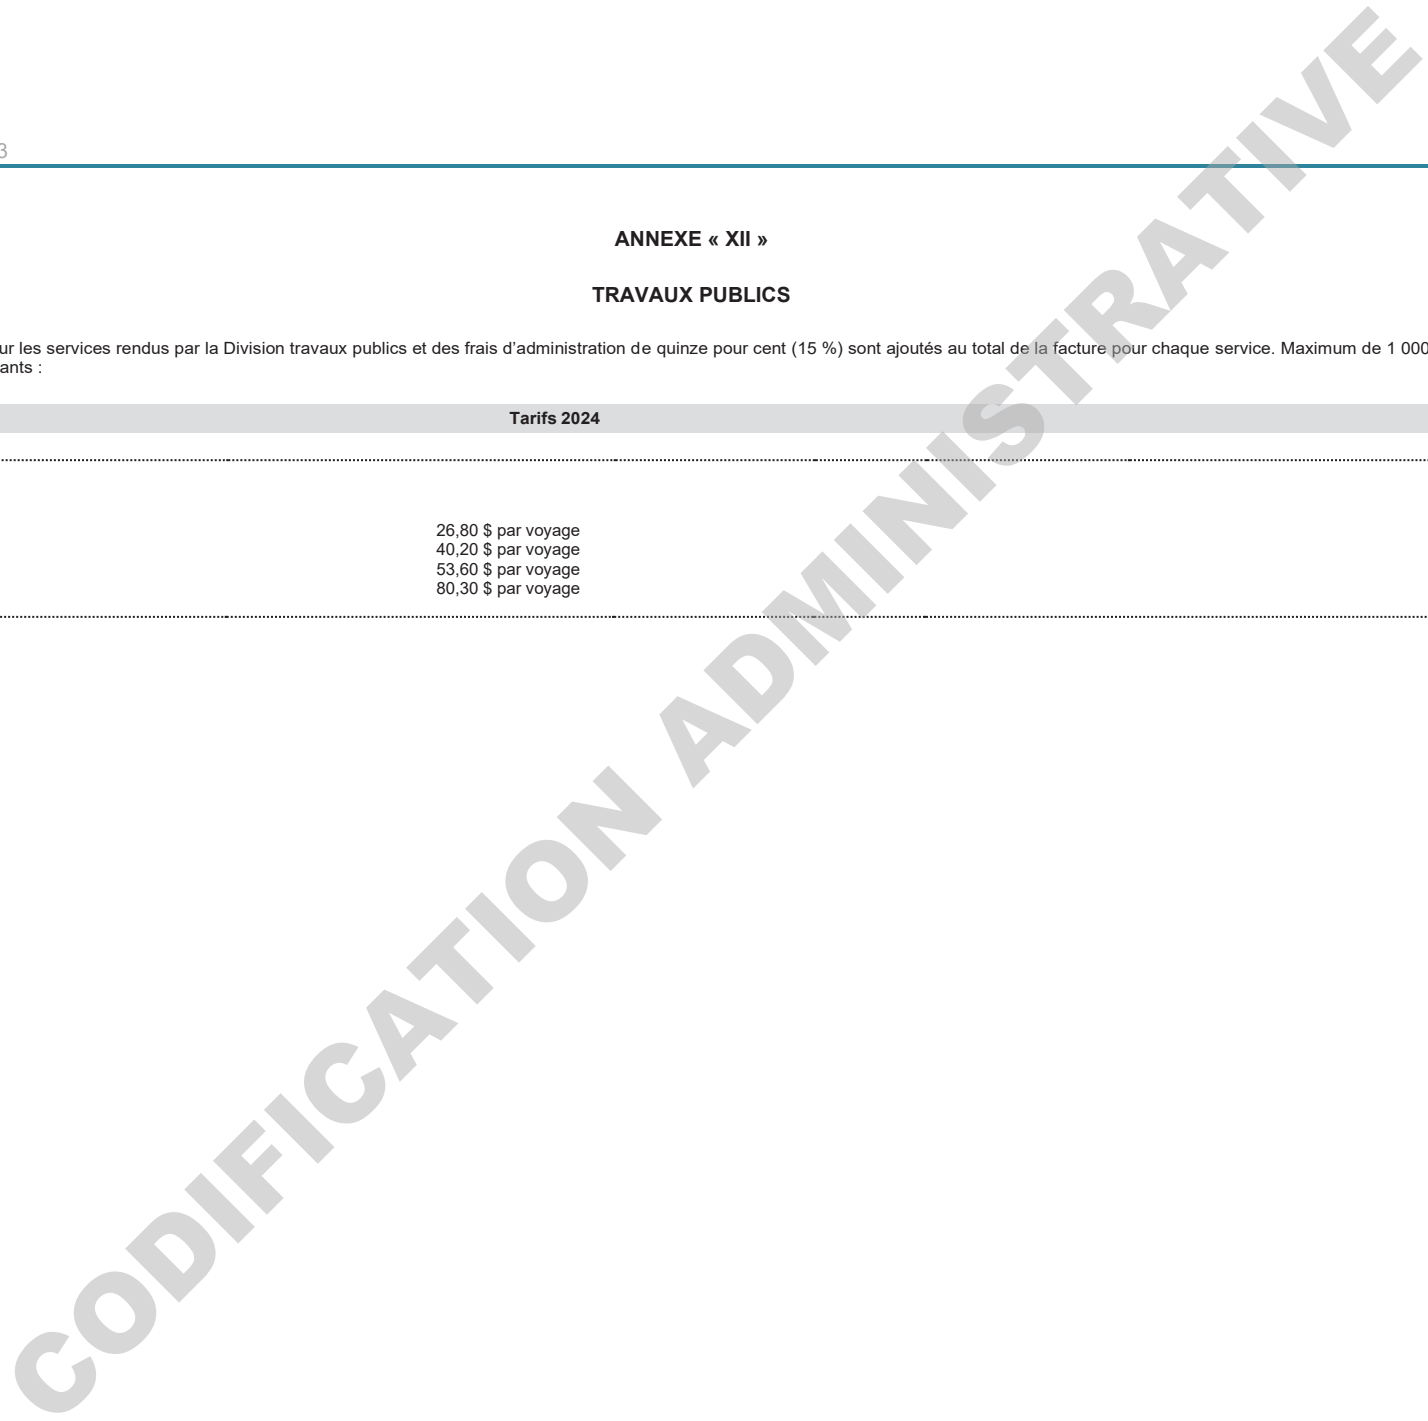 3
ANNEXE « XII »
TRAVAUX PUBLICS
ur les services rendus par la Division travaux publics et des frais d’administration de quinze pour cent (15 %) sont ajoutés au total de la facture pour chaque service. Maximum de 1 000
ants :
Tarifs 2024
26,80 $ par voyage
40,20 $ par voyage
53,60 $ par voyage
80,30 $ par voyage
CODIFICATION ADMINISTRATIVE